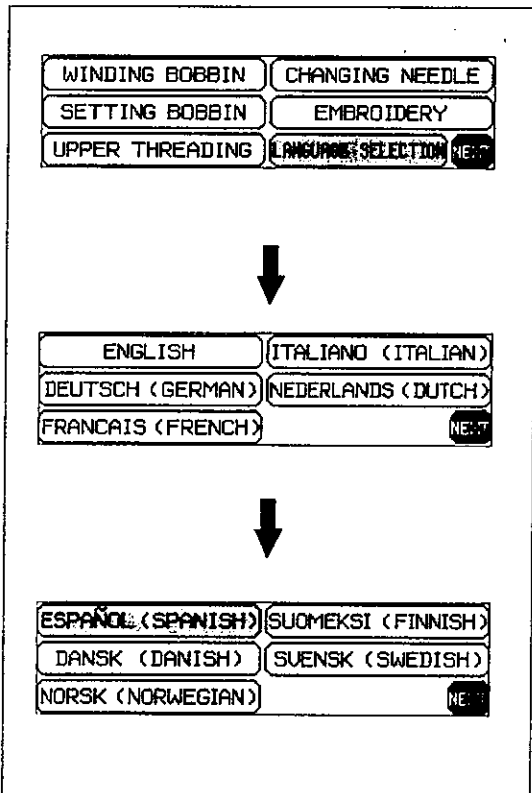 WINDING BOBBIN CHANGING NEEDLE
SETTING BOBBIN EMBROIDERY
UPPER THREADING LANGUAGE SELECTION NEXT
ENGLISH ITALIANO (ITALIAN)
DEUTSCH (GERMAN) NEDERLANDS (DUTCH)
FRANCAIS (FRENCH) NEXT
ESPAÑOL (SPANISH) SUOMEKSI (FINNISH)
DANSK (DANISH) SVENSK (SWEDISH)
NORSK (NORWEGIAN) NEXT